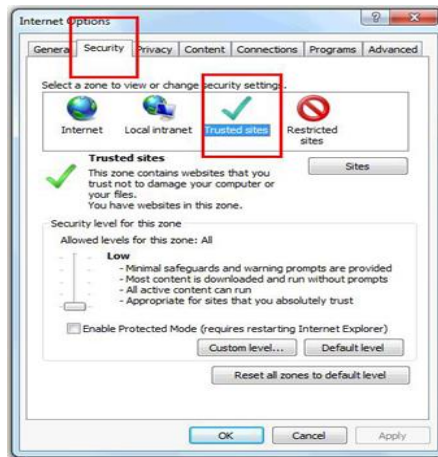 Internet Options
General Security Privacy Content Connections Programs Advanced
Select a zone to view or change security settings.
Internet Local intranet Trusted sites Restricted sites
Trusted sites
Sites
This zone contains websites that you
trust not to damage your computer or
your files.
You have websites in this zone.
Security level for this zone
Allowed levels for this zone: All
Low
- Minimal safeguards and warning prompts are provided
- Most content is downloaded and run without prompts
- All active content can run
- Appropriate for sites that you absolutely trust
Enable Protected Mode (requires restarting Internet Explorer)
Custom level... Default level
Reset all zones to default level
OK Cancel Apply